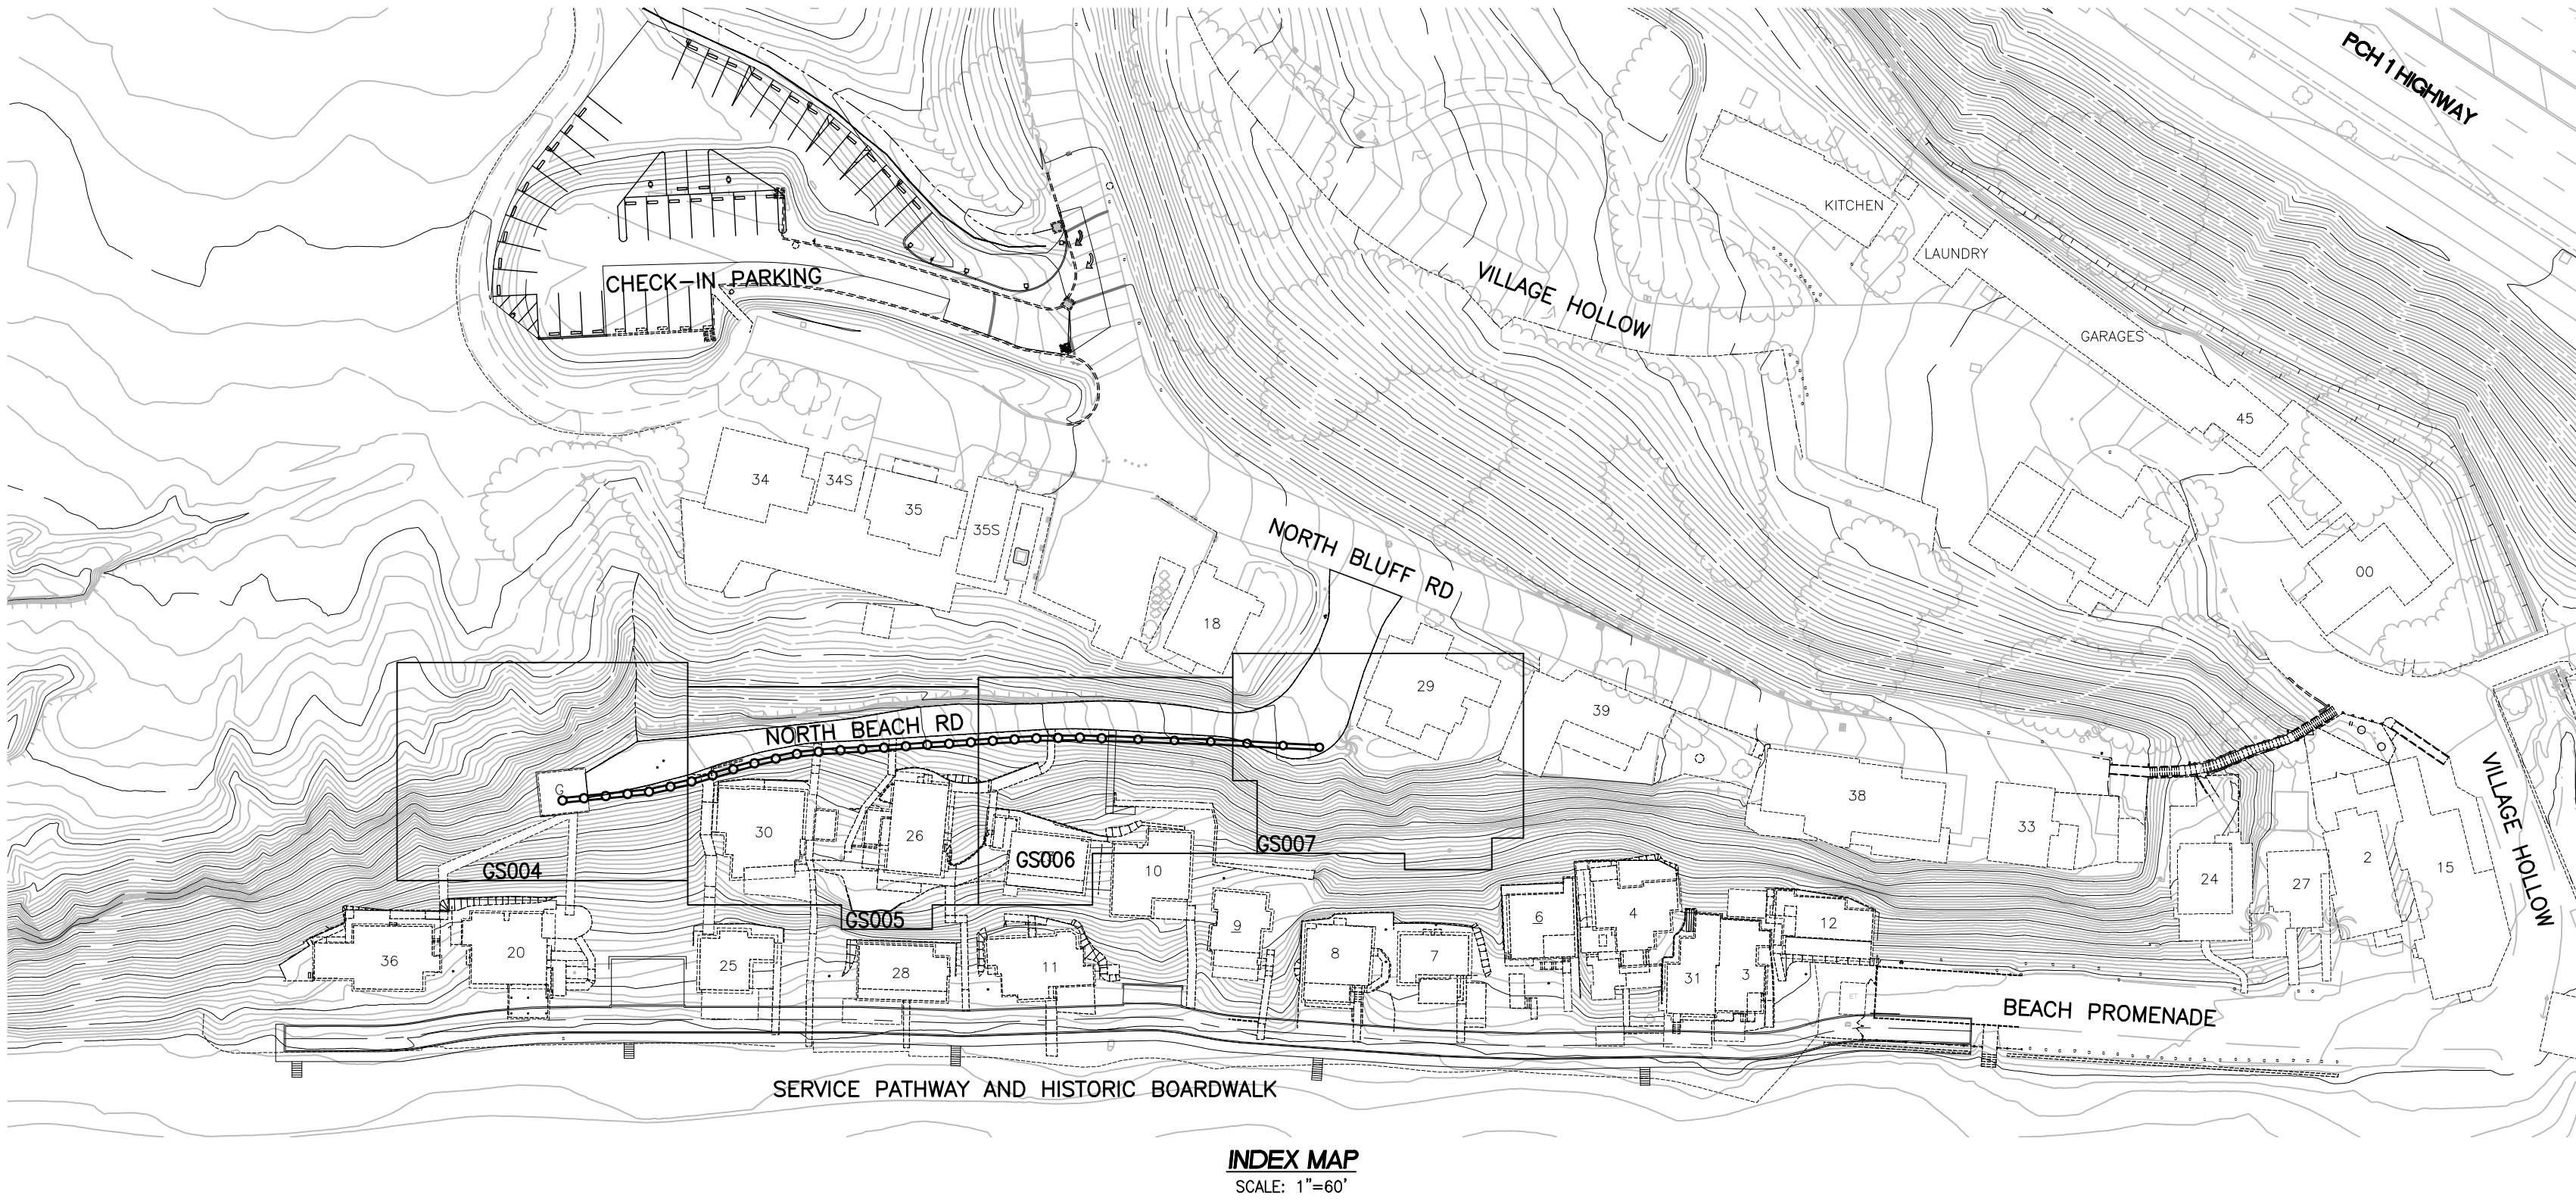 PCH 1 HIGHWAY
KITCHEN
LAUNDRY
CHECK-IN PARKING
VILLAGE HOLLOW
GARAGES
45
34
34S
35
35S
NORTH BLUFF RD
00
18
29
39
NORTH BEACH RD
G
38
33
30
26
GS006
GS007
10
GS004
GS005
24
27
2
15
VILLAGE HOLLOW
36
20
25
28
11
9
8
7
6
4
31
3
12
ET
BEACH PROMENADE
SERVICE PATHWAY AND HISTORIC BOARDWALK
INDEX MAP
SCALE: 1"=60'